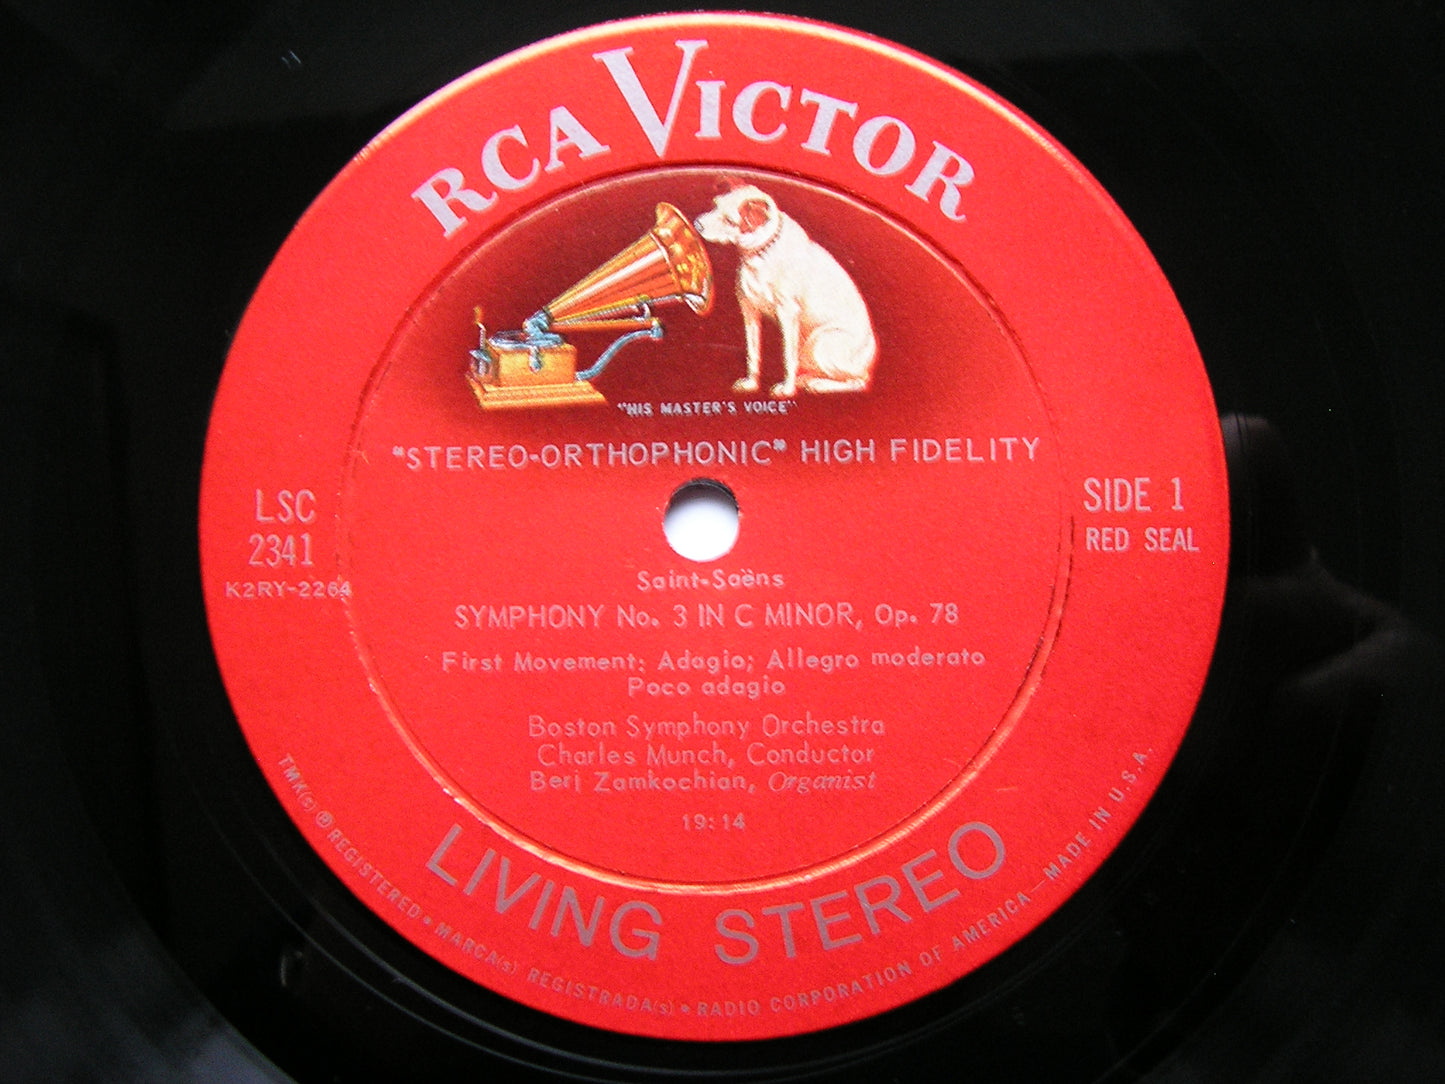 RCA VICTOR
"HIS MASTER'S VOICE"
"STEREO-ORTHOPHONIC" HIGH FIDELITY
LSC
2341
K2RY-2264
SIDE 1
RED SEAL
Saint-Saëns
SYMPHONY No. 3 IN C MINOR, Op. 78
First Movement: Adagio; Allegro moderato
Poco adagio
Boston Symphony Orchestra
Charles Munch, Conductor
Berj Zamkochian, Organist
19:14
LIVING STEREO
TMK(s) ® REGISTERED • MARCA(s) REGISTRADA(s) • RADIO CORPORATION OF AMERICA—MADE IN U.S.A.